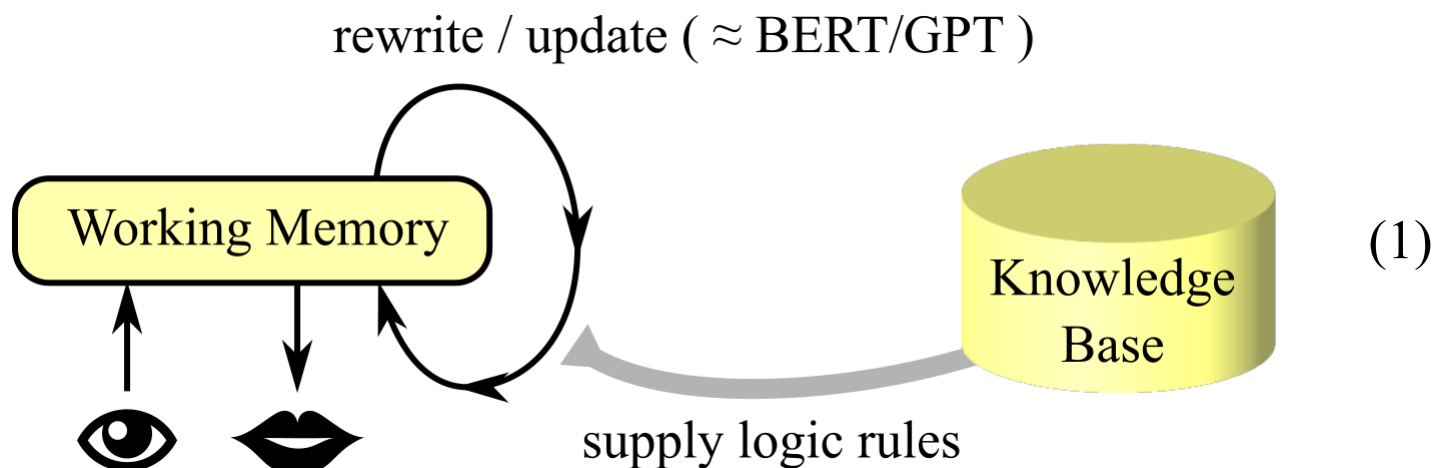 rewrite / update ( ≈ BERT/GPT )
Working Memory
Knowledge
Base
(1)
supply logic rules